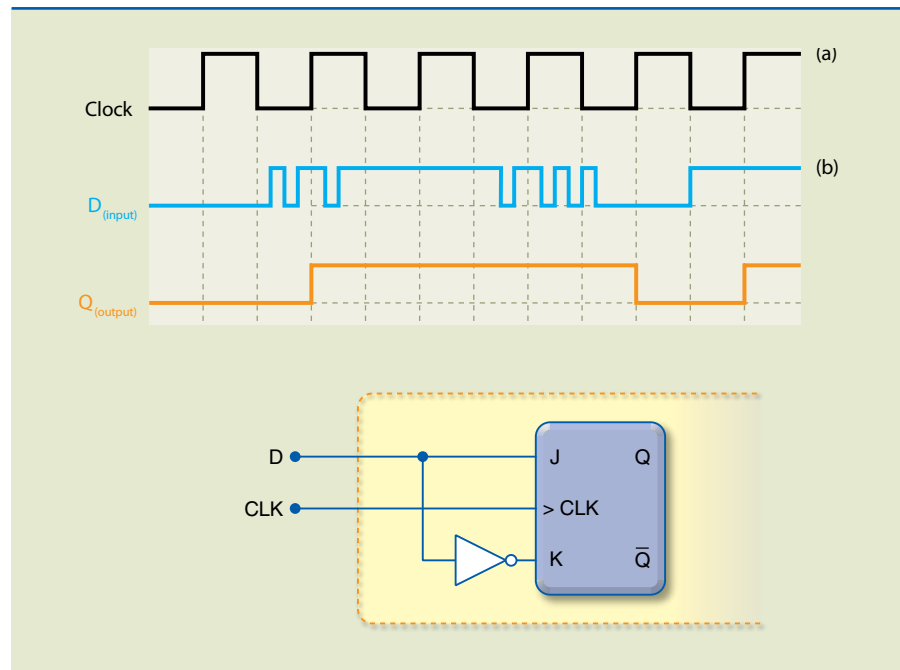 (a)
Clock
(b)
D(input)
Q(output)
D
J Q
CLK
> CLK
K Q̅